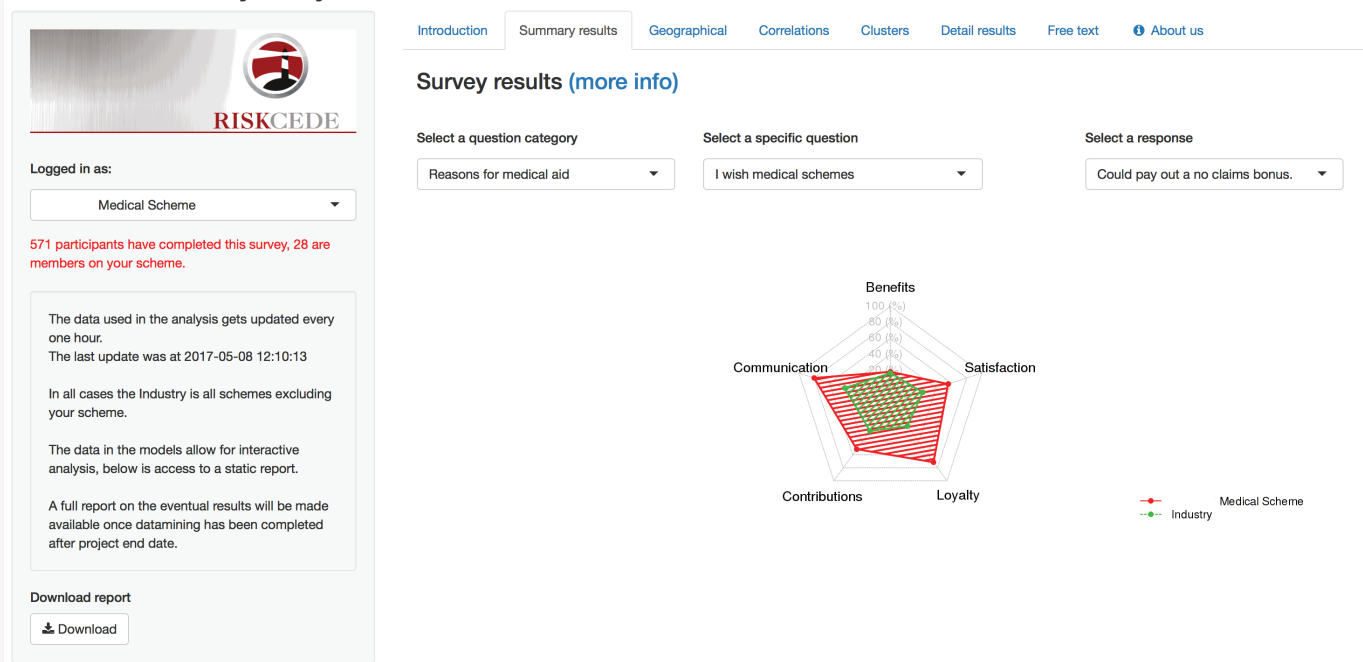 RISKCEDE
Logged in as:
Medical Scheme
571 participants have completed this survey, 28 are
members on your scheme.
The data used in the analysis gets updated every
one hour.
The last update was at 2017-05-08 12:10:13
In all cases the Industry is all schemes excluding
your scheme.
The data in the models allow for interactive
analysis, below is access to a static report.
A full report on the eventual results will be made
available once datamining has been completed
after project end date.
Download report
Download
Introduction Summary results Geographical Correlations Clusters Detail results Free text About us
Survey results (more info)
Select a question category Select a specific question Select a response
Reasons for medical aid I wish medical schemes Could pay out a no claims bonus.
Benefits
100 (%)
80 (%)
60 (%)
40 (%)
20 (%)
Communication Satisfaction
Contributions Loyalty
Medical Scheme
Industry